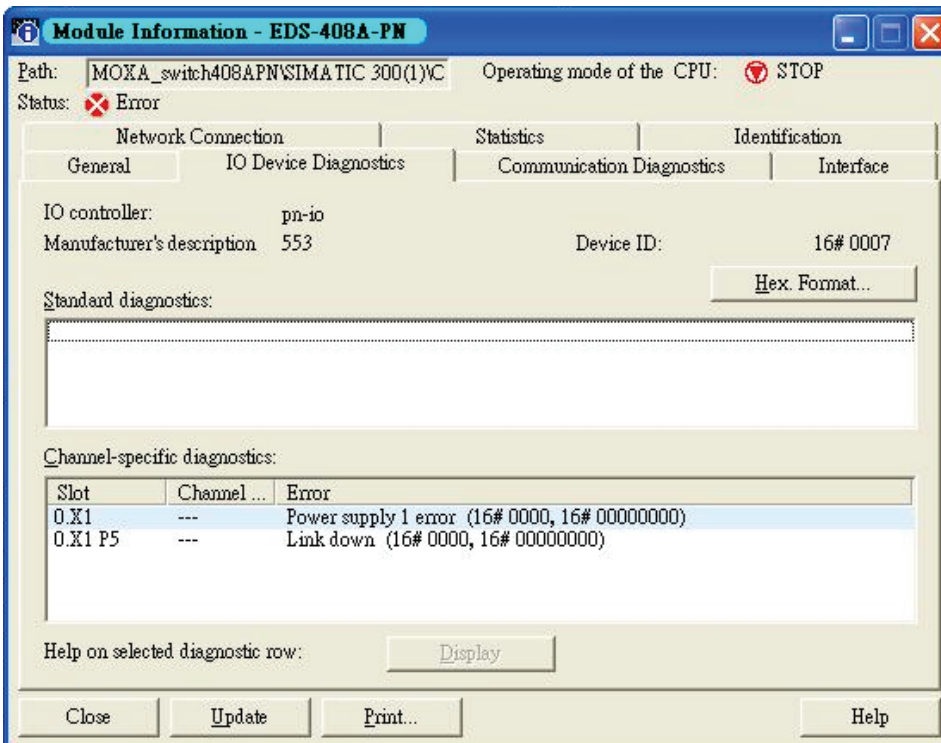 Module Information - EDS-408A-PN
Path: MOXA_switch408APN\SIMATIC 300(1)\C Operating mode of the CPU: STOP
Status: Error
Network Connection Statistics Identification
General IO Device Diagnostics Communication Diagnostics Interface
IO controller: pn-io
Manufacturer's description 553 Device ID: 16# 0007
Hex. Format...
Standard diagnostics:
Channel-specific diagnostics:
Slot Channel ... Error
0.X1 --- Power supply 1 error (16# 0000, 16# 00000000)
0.X1 P5 --- Link down (16# 0000, 16# 00000000)
Help on selected diagnostic row: Display
Close Update Print... Help